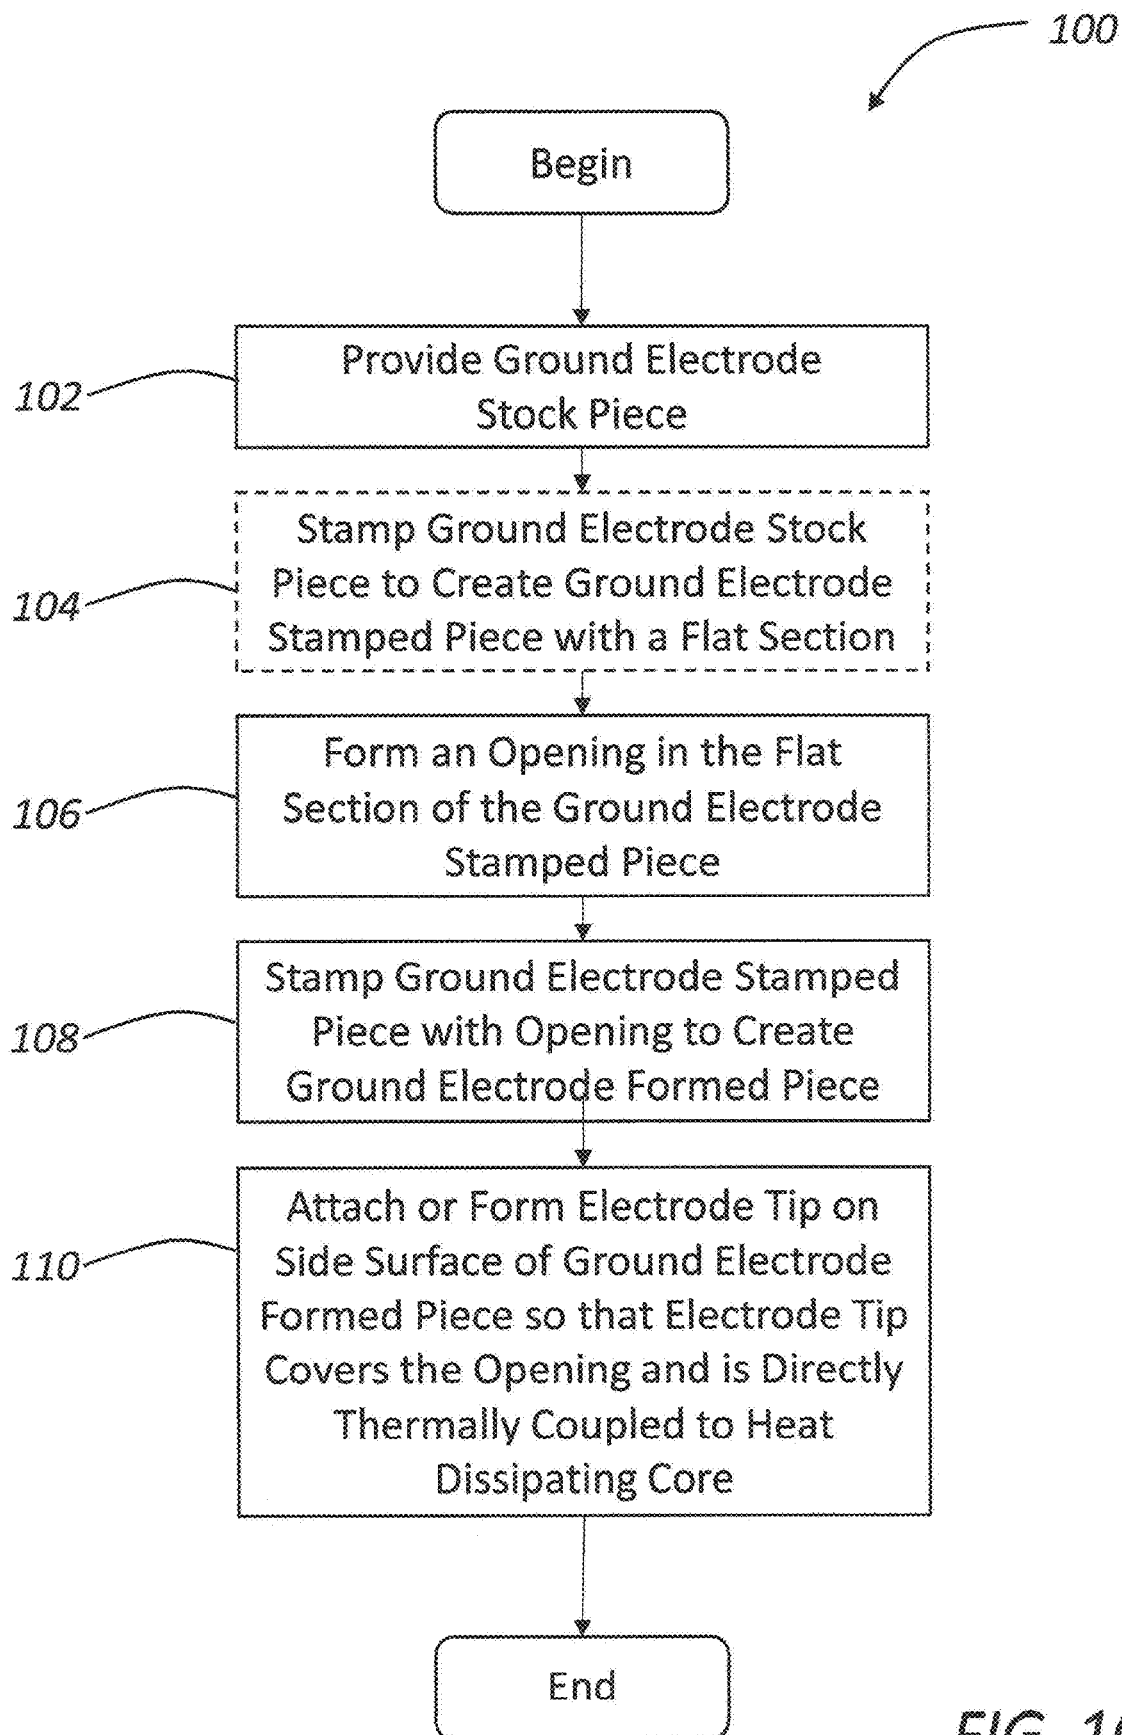 100
Begin
102
Provide Ground Electrode
Stock Piece
104
Stamp Ground Electrode Stock
Piece to Create Ground Electrode
Stamped Piece with a Flat Section
106
Form an Opening in the Flat
Section of the Ground Electrode
Stamped Piece
108
Stamp Ground Electrode Stamped
Piece with Opening to Create
Ground Electrode Formed Piece
110
Attach or Form Electrode Tip on
Side Surface of Ground Electrode
Formed Piece so that Electrode Tip
Covers the Opening and is Directly
Thermally Coupled to Heat
Dissipating Core
End
FIG.